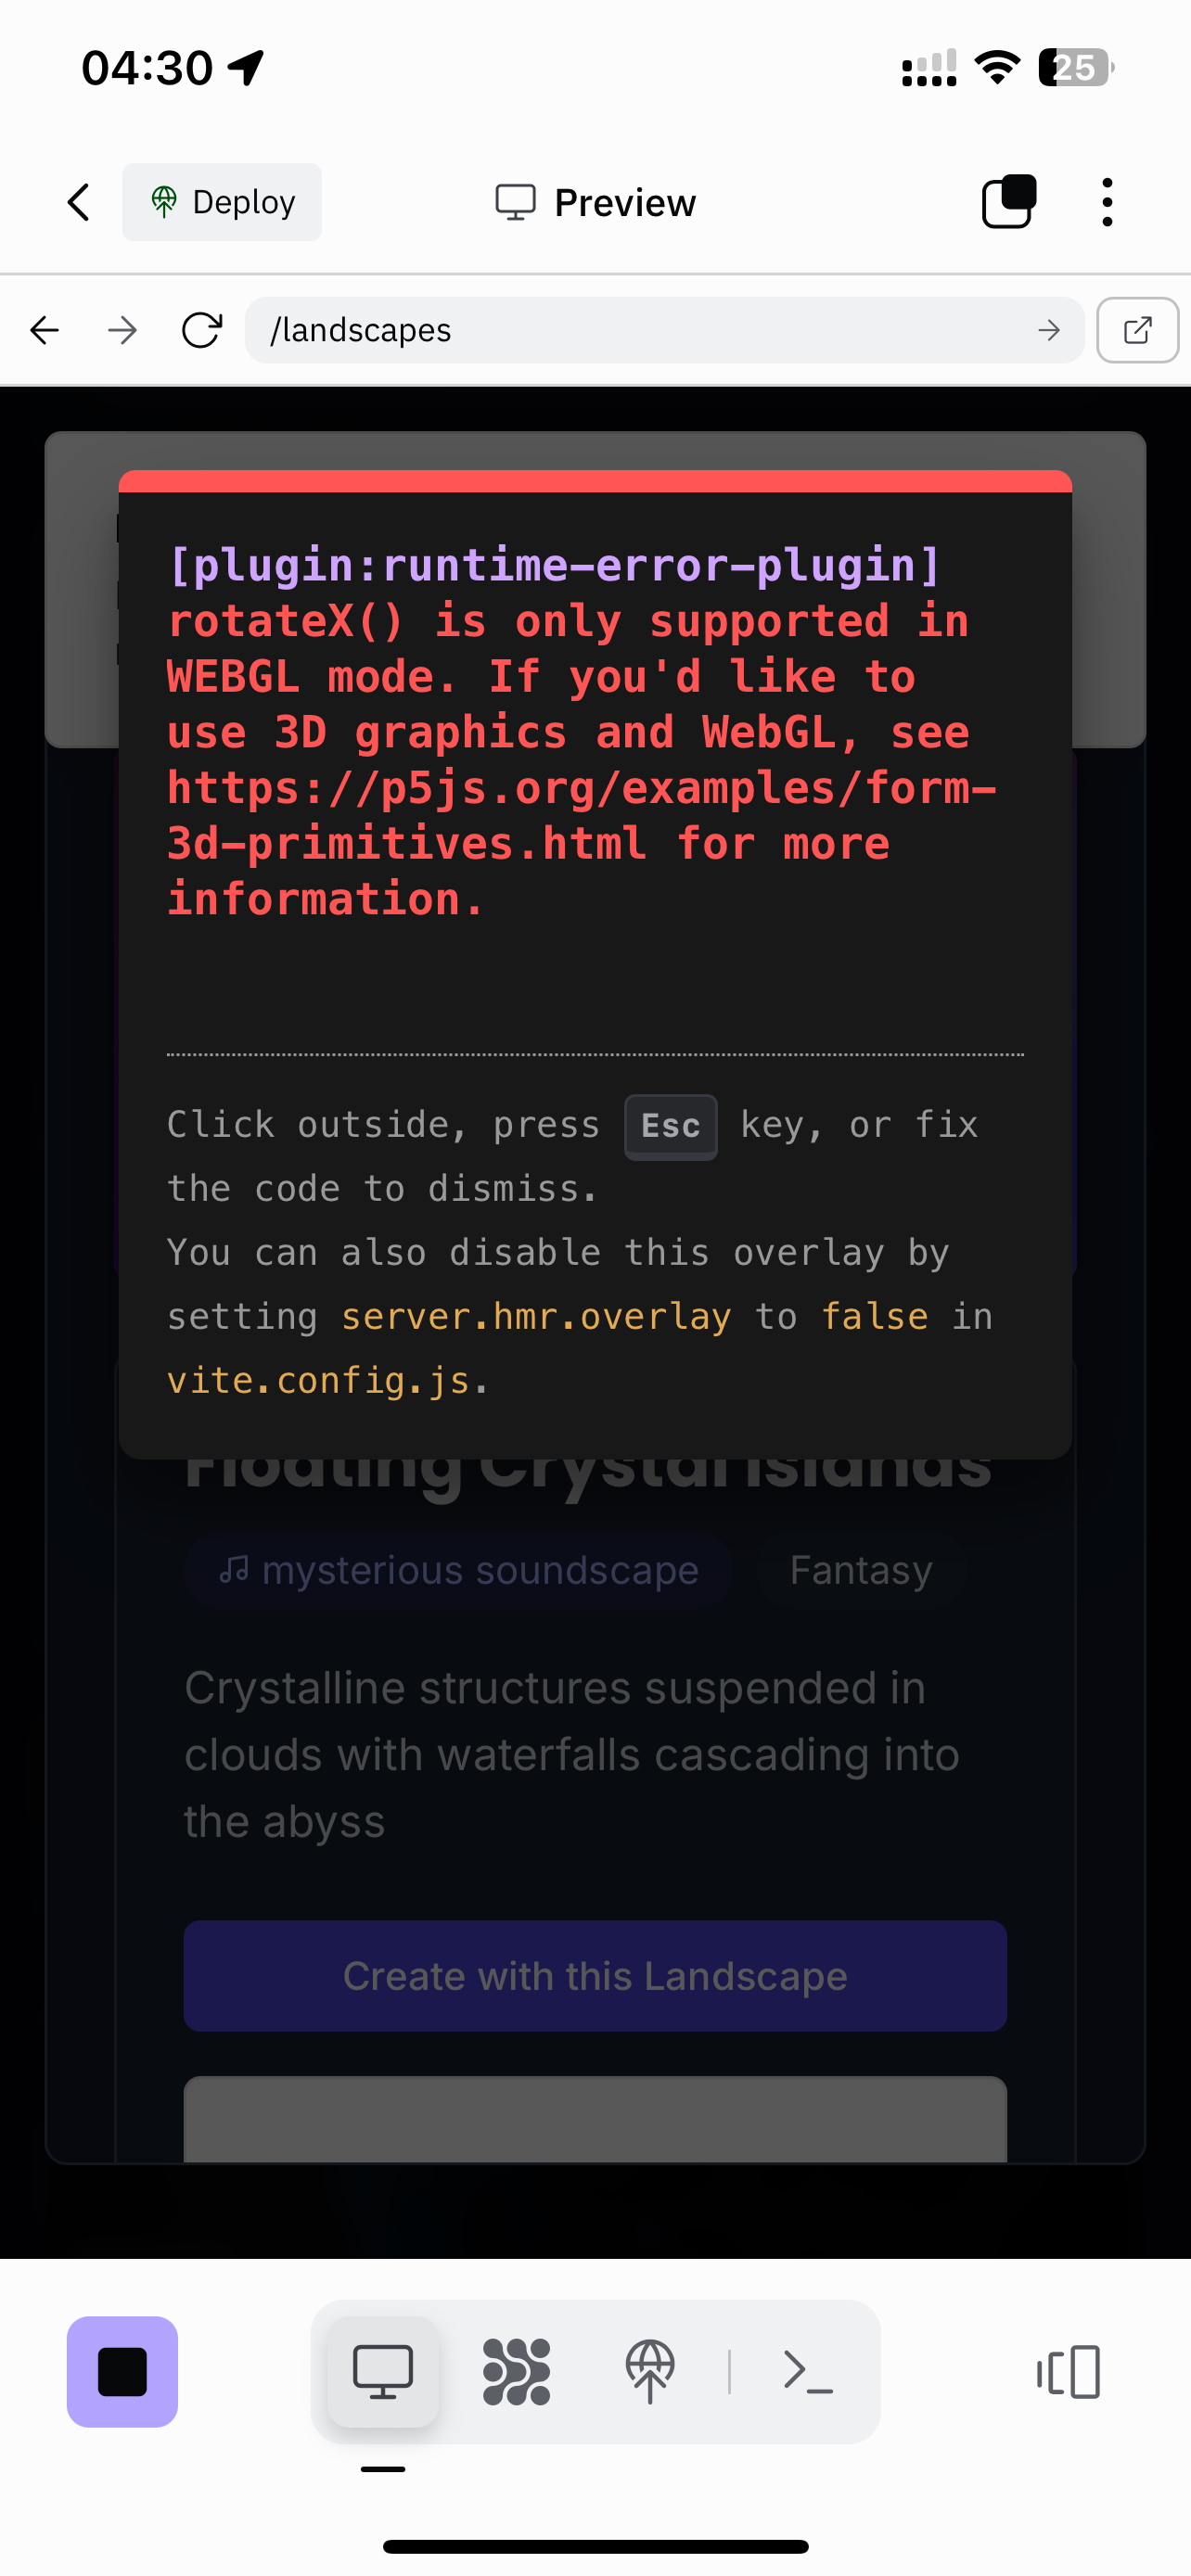 04:30
25
Deploy
Preview
/landscapes
[plugin:runtime-error-plugin]
rotateX() is only supported in
WEBGL mode. If you'd like to
use 3D graphics and WebGL, see
https://p5js.org/examples/form-
3d-primitives.html for more
information.
Click outside, press Esc key, or fix
the code to dismiss.
You can also disable this overlay by
setting server.hmr.overlay to false in
vite.config.js.
Floating Crystal Islands
mysterious soundscape
Fantasy
Crystalline structures suspended in
clouds with waterfalls cascading into
the abyss
Create with this Landscape